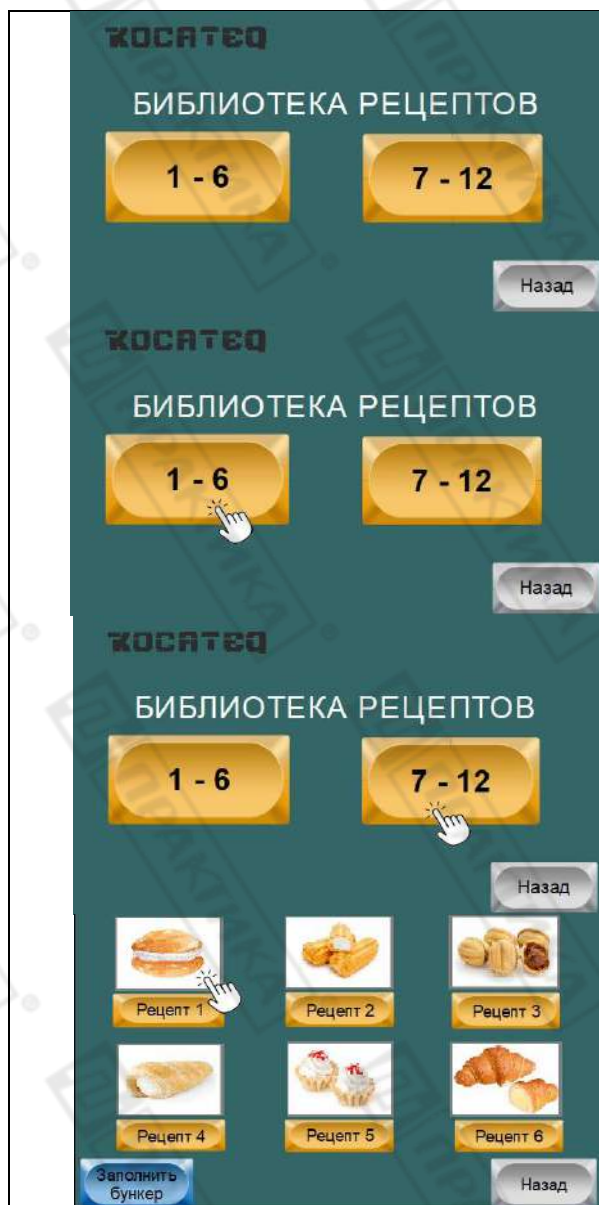 KOCATEQ
БИБЛИОТЕКА РЕЦЕПТОВ
1 - 6 7 - 12
Назад
KOCATEQ
БИБЛИОТЕКА РЕЦЕПТОВ
1 - 6 7 - 12
Назад
KOCATEQ
БИБЛИОТЕКА РЕЦЕПТОВ
1 - 6 7 - 12
Назад
Рецепт 1 Рецепт 2 Рецепт 3
Рецепт 4 Рецепт 5 Рецепт 6
Заполнить
бункер
Назад
ПРАКТИКА